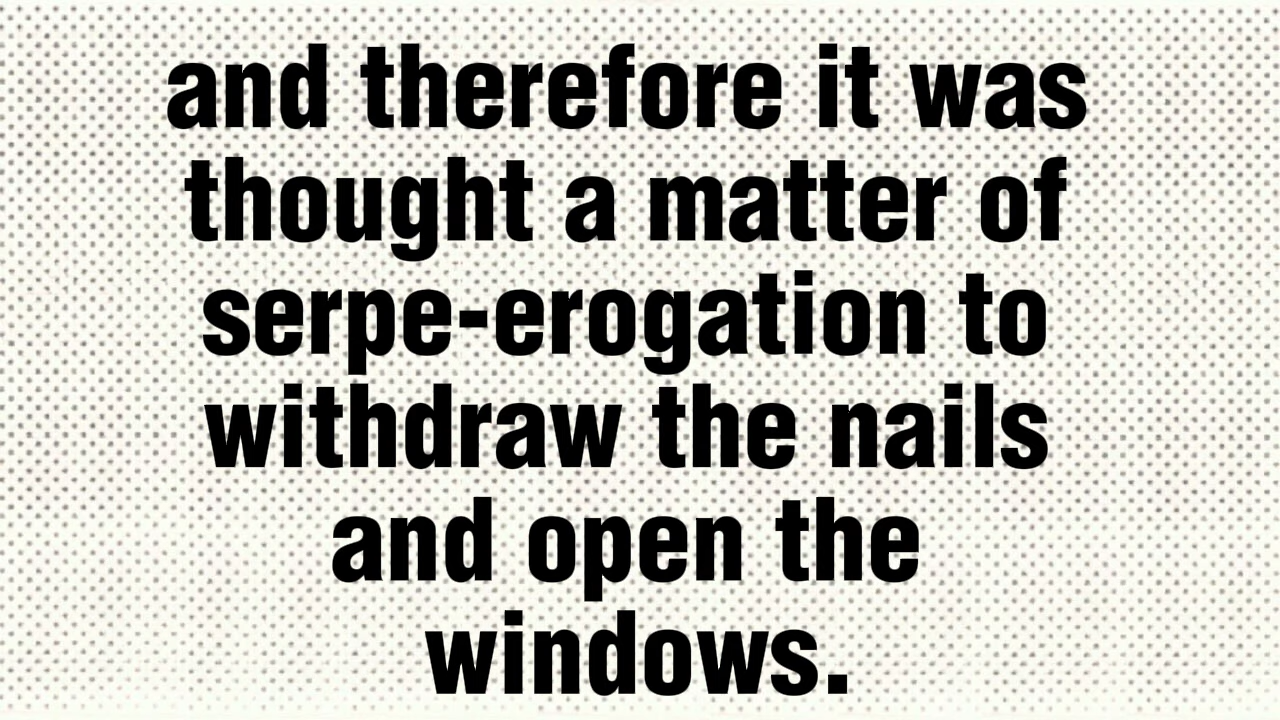 and therefore it was
thought a matter of
serpe-erogation to
withdraw the nails
and open the
windows.